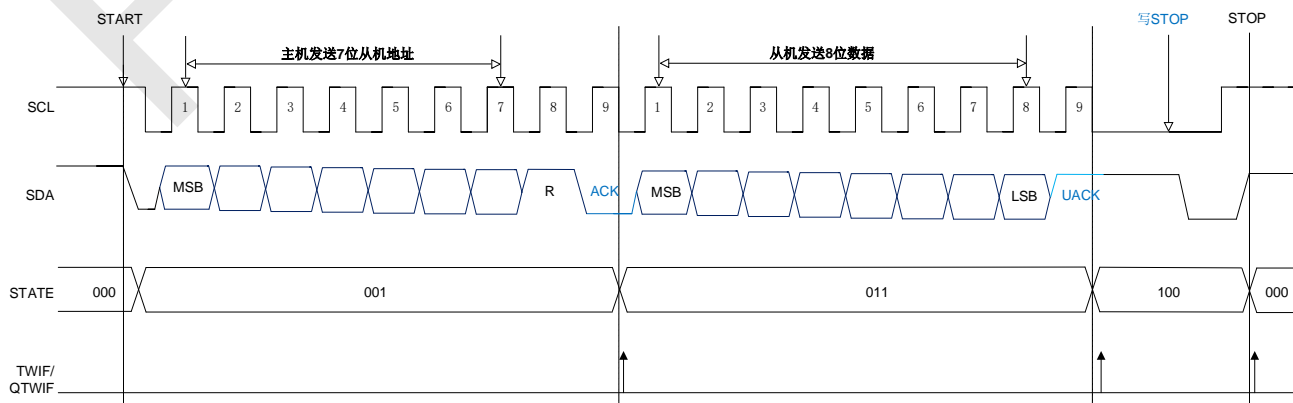 START
写STOP
STOP
主机发送7位从机地址
从机发送8位数据
SCL
1 2 3 4 5 6 7 8 9 1 2 3 4 5 6 7 8 9
SDA
MSB R ACK MSB LSB UACK
STATE 000 001 011 100 000
TWIF/
QTWIF